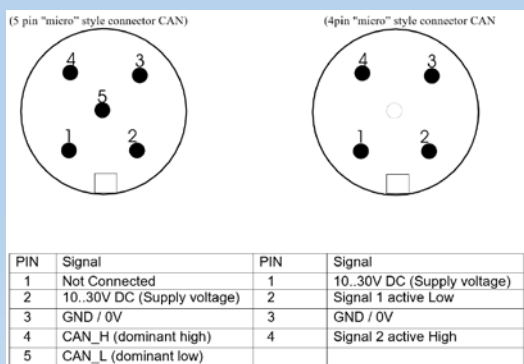 (5 pin "micro" style connector CAN)
(4pin "micro" style connector CAN
4 3
5
1 2
4 3
1 2
PIN Signal PIN Signal
1 Not Connected 1 10..30V DC (Supply voltage)
2 10..30V DC (Supply voltage) 2 Signal 1 active Low
3 GND / 0V 3 GND / 0V
4 CAN_H (dominant high) 4 Signal 2 active High
5 CAN_L (dominant low)